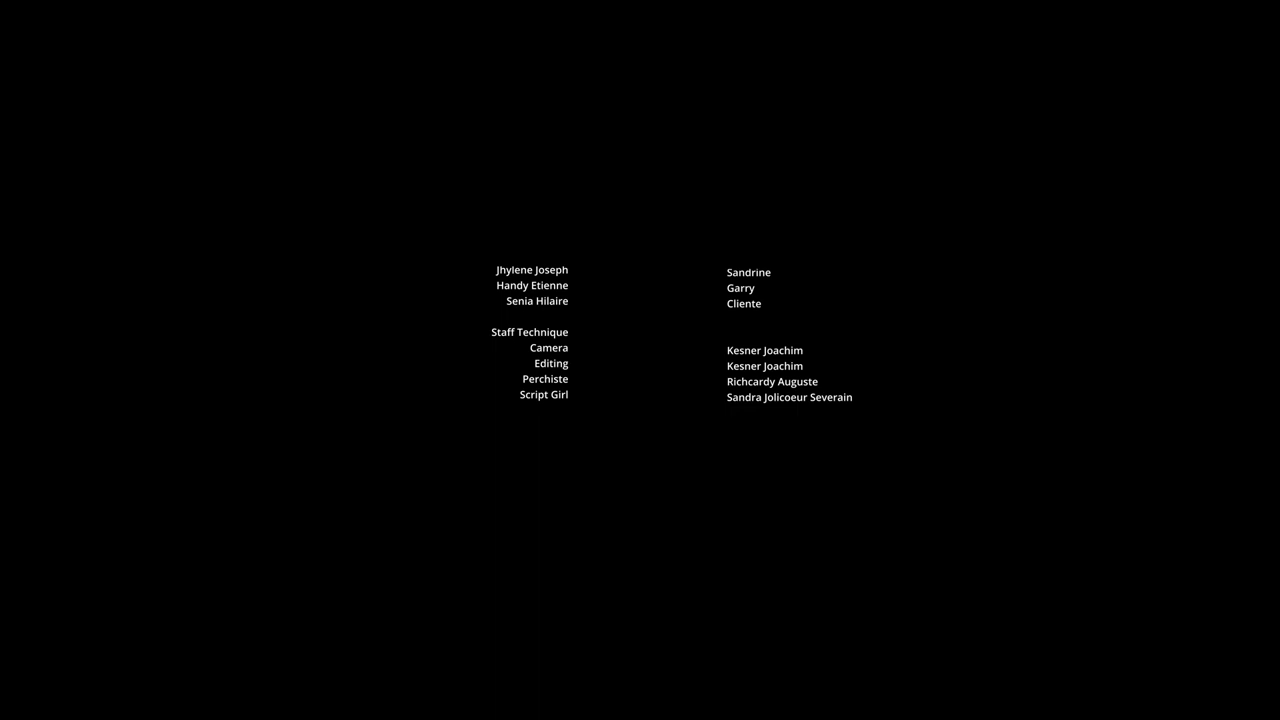 Jhylene Joseph Sandrine
Handy Etienne Garry
Senia Hilaire Cliente
Staff Technique
Camera Kesner Joachim
Editing Kesner Joachim
Perchiste Richcardy Auguste
Script Girl Sandra Jolicoeur Severain